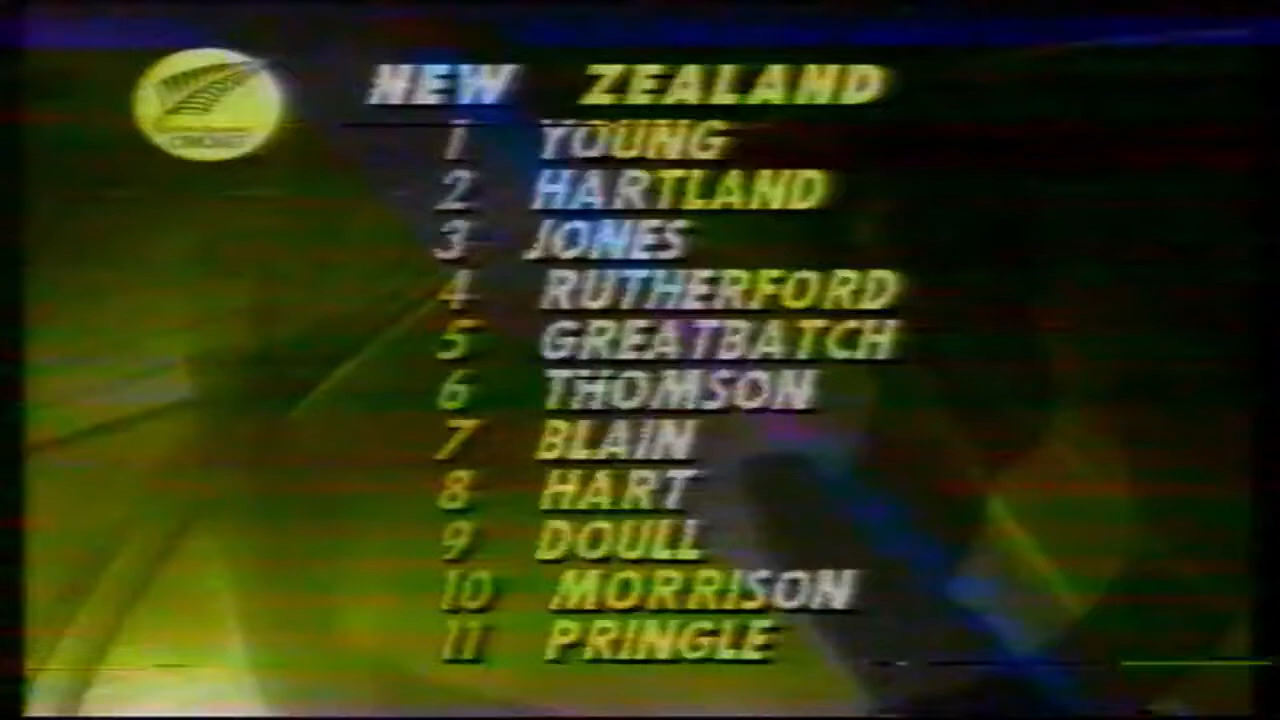 CRICKET
NEW ZEALAND
1 YOUNG
2 HARTLAND
3 JONES
4 RUTHERFORD
5 GREATBATCH
6 THOMSON
7 BLAIN
8 HART
9 DOULL
10 MORRISON
11 PRINGLE